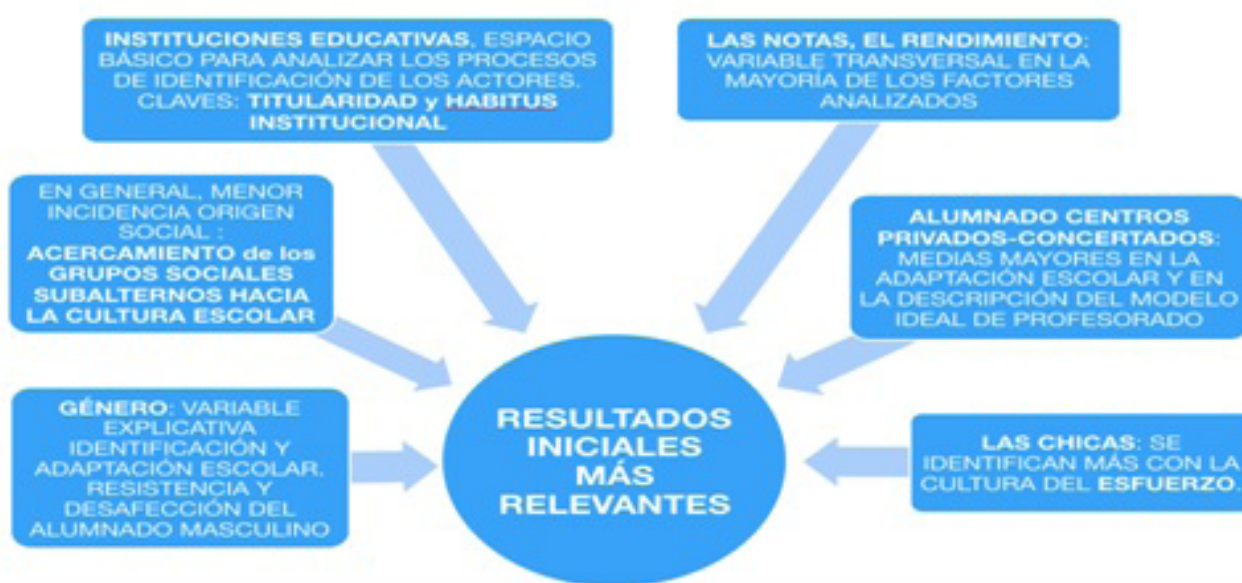 INSTITUCIONES EDUCATIVAS, ESPACIO
BÁSICO PARA ANALIZAR LOS PROCESOS
DE IDENTIFICACIÓN DE LOS ACTORES.
CLAVES: TITULARIDAD y HABITUS
INSTITUCIONAL
LAS NOTAS, EL RENDIMIENTO:
VARIABLE TRANSVERSAL EN LA
MAYORÍA DE LOS FACTORES
ANALIZADOS
EN GENERAL, MENOR
INCIDENCIA ORIGEN
SOCIAL :
ACERCAMIENTO de los
GRUPOS SOCIALES
SUBALTERNOS HACIA
LA CULTURA ESCOLAR
ALUMNADO CENTROS
PRIVADOS-CONCERTADOS:
MEDIAS MAYORES EN LA
ADAPTACIÓN ESCOLAR Y EN
LA DESCRIPCIÓN DEL MODELO
IDEAL DE PROFESORADO
GÉNERO: VARIABLE
EXPLICATIVA
IDENTIFICACIÓN Y
ADAPTACIÓN ESCOLAR.
RESISTENCIA Y
DESAFECCIÓN DEL
ALUMNADO MASCULINO
RESULTADOS
INICIALES
MÁS
RELEVANTES
LAS CHICAS: SE
IDENTIFICAN MÁS CON LA
CULTURA DEL ESFUERZO.